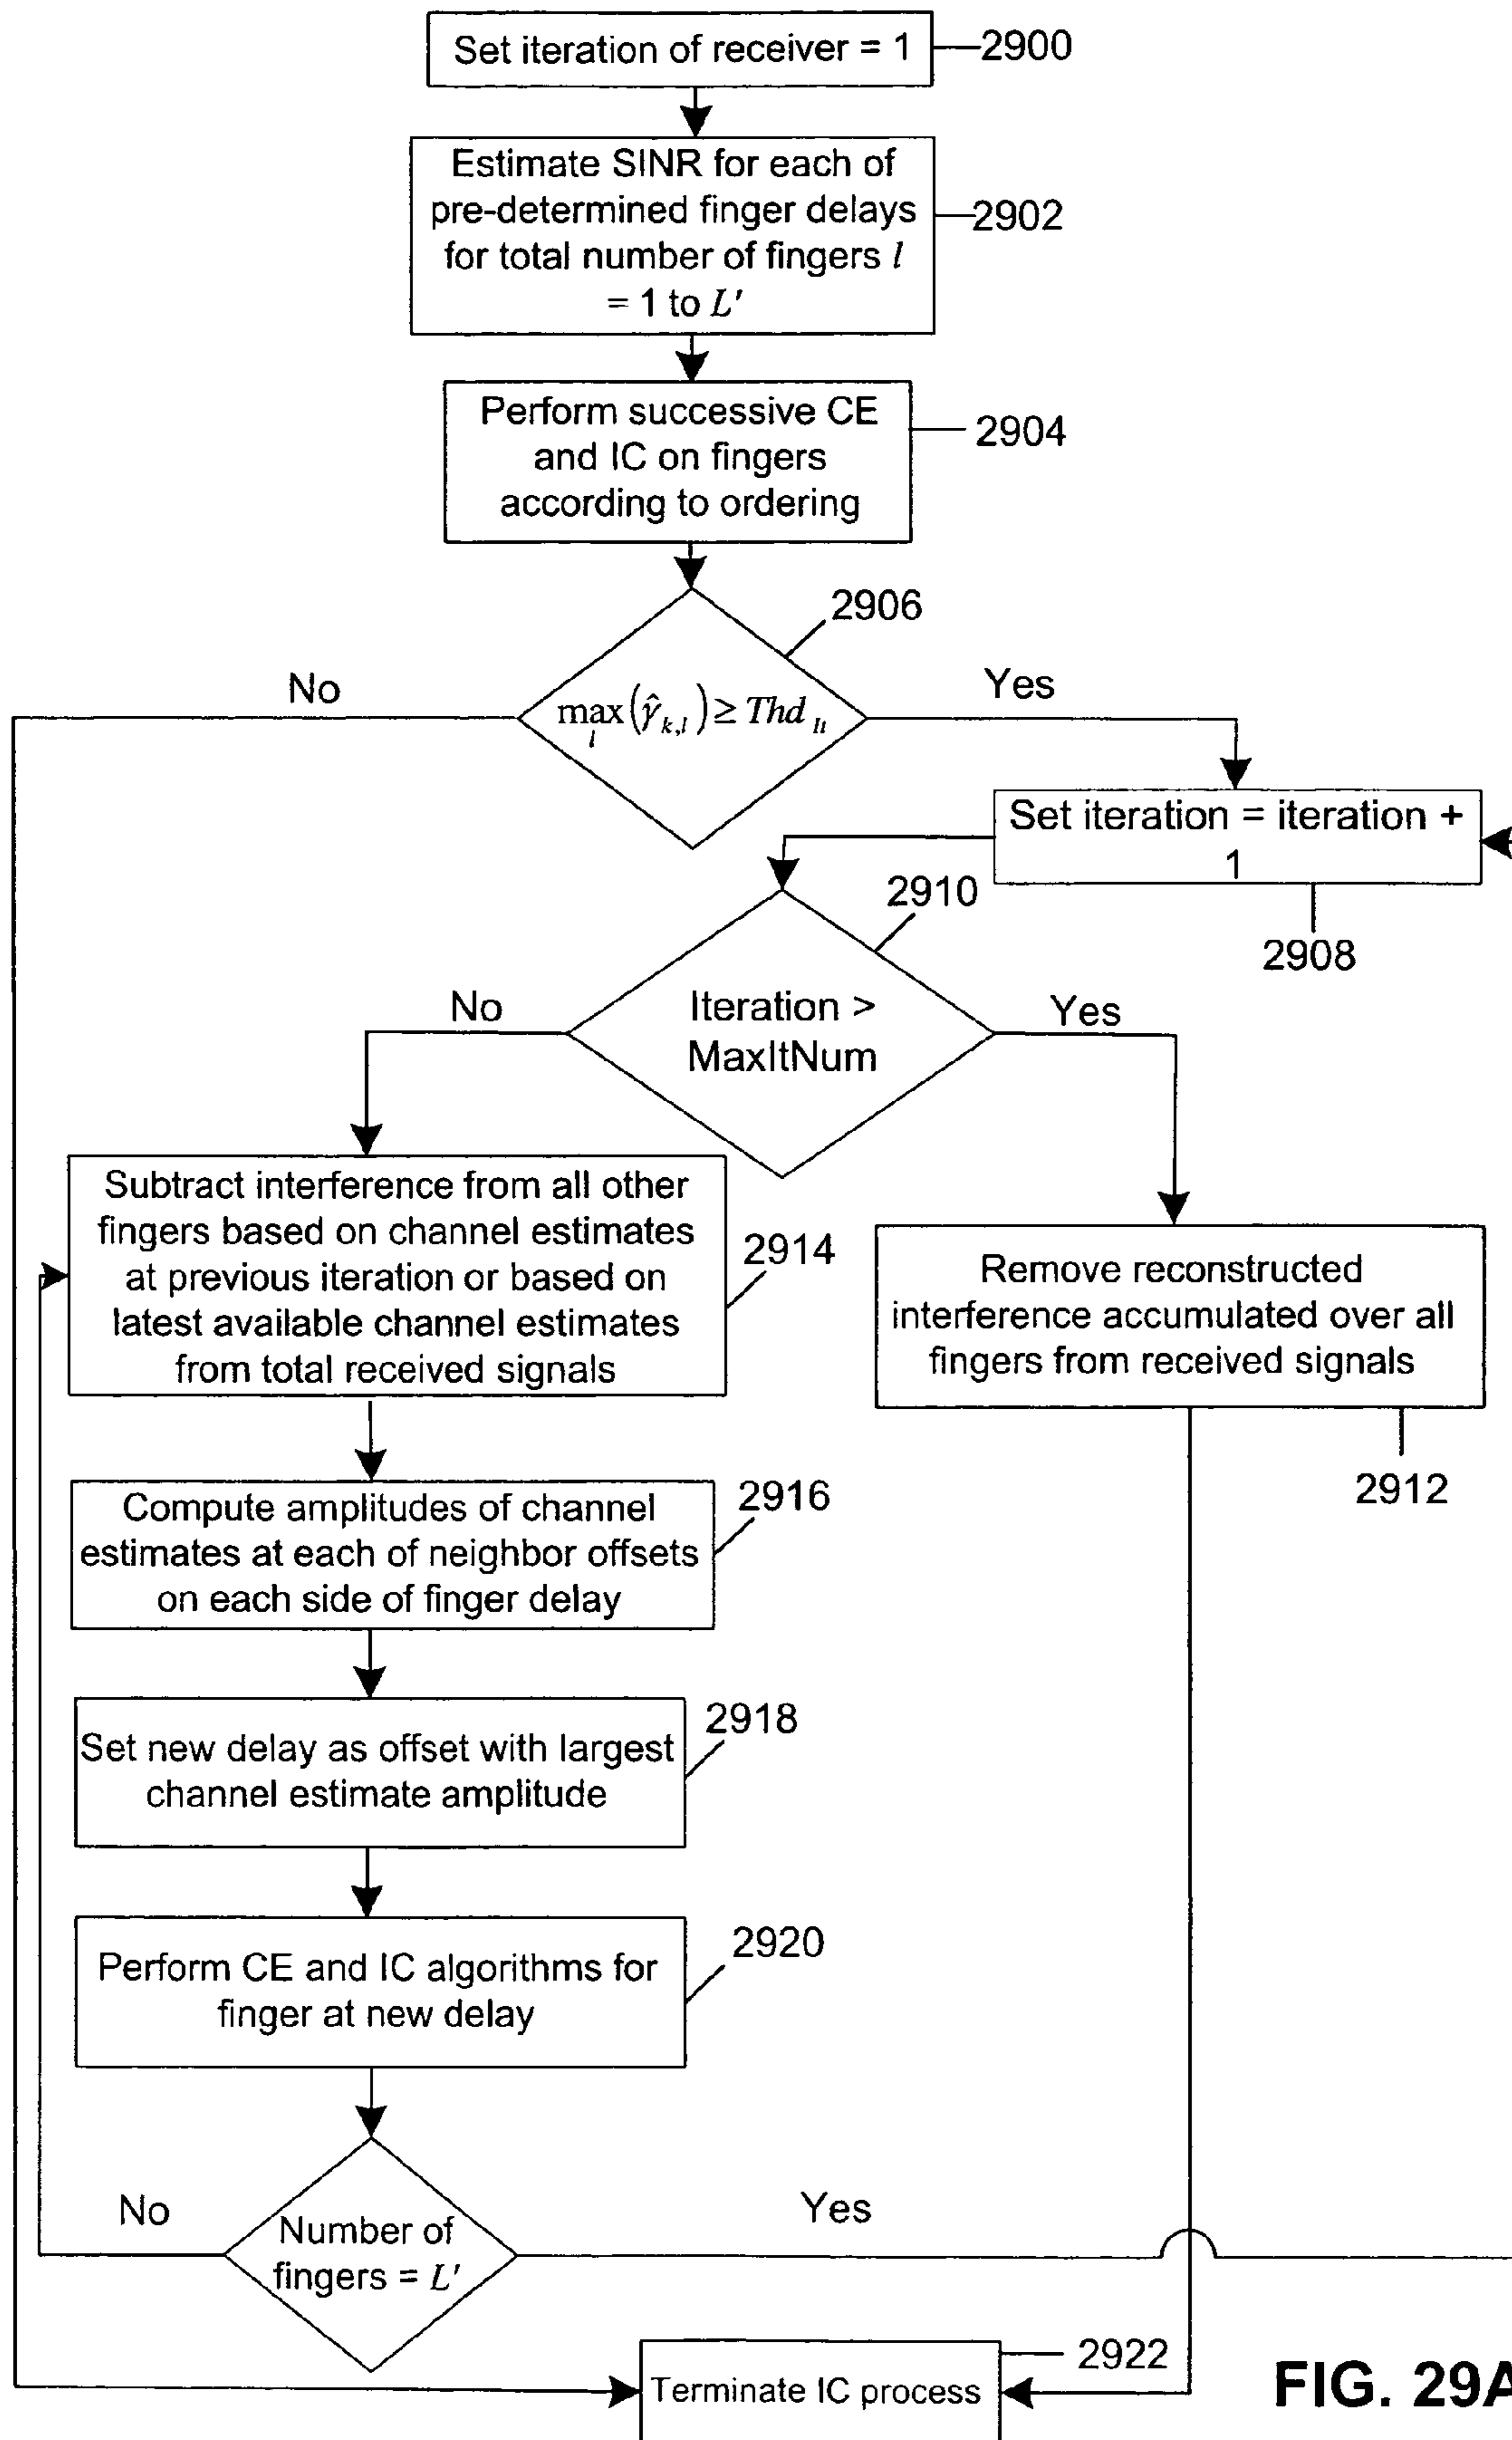 Set iteration of receiver = 1
2900
Estimate SINR for each of
pre-determined finger delays
for total number of fingers l
= 1 to L'
2902
Perform successive CE
and IC on fingers
according to ordering
2904
2906
No
Yes
max_l(γ̂_{k,l}) ≥ Thd_{It}
Set iteration = iteration +
1
2908
2910
No
Yes
Iteration >
MaxItNum
Subtract interference from all other
fingers based on channel estimates
at previous iteration or based on
latest available channel estimates
from total received signals
2914
Remove reconstructed
interference accumulated over all
fingers from received signals
2912
Compute amplitudes of channel
estimates at each of neighbor offsets
on each side of finger delay
2916
Set new delay as offset with largest
channel estimate amplitude
2918
Perform CE and IC algorithms for
finger at new delay
2920
No
Yes
Number of
fingers = L'
2922
Terminate IC process
FIG. 29A